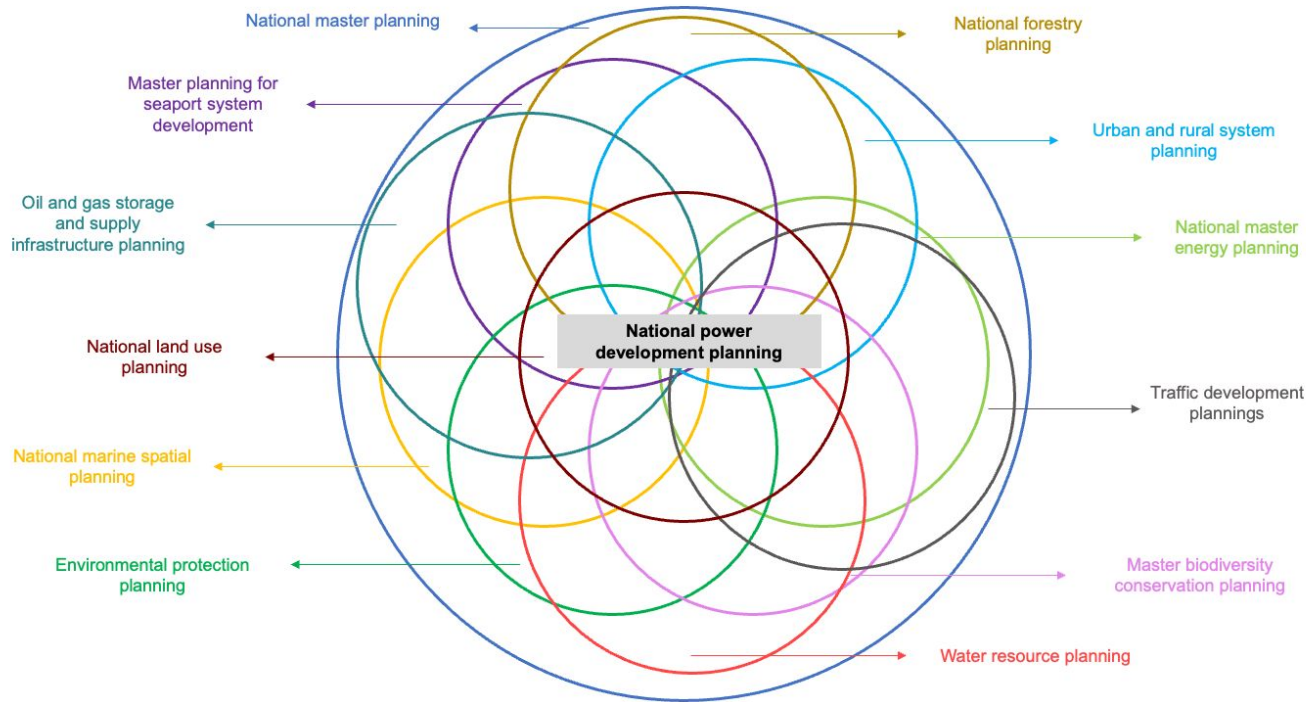 National master planning
National forestry
planning
Master planning for
seaport system
development
Urban and rural system
planning
Oil and gas storage
and supply
infrastructure planning
National master
energy planning
National power
development planning
National land use
planning
Traffic development
plannings
National marine spatial
planning
Environmental protection
planning
Master biodiversity
conservation planning
Water resource planning